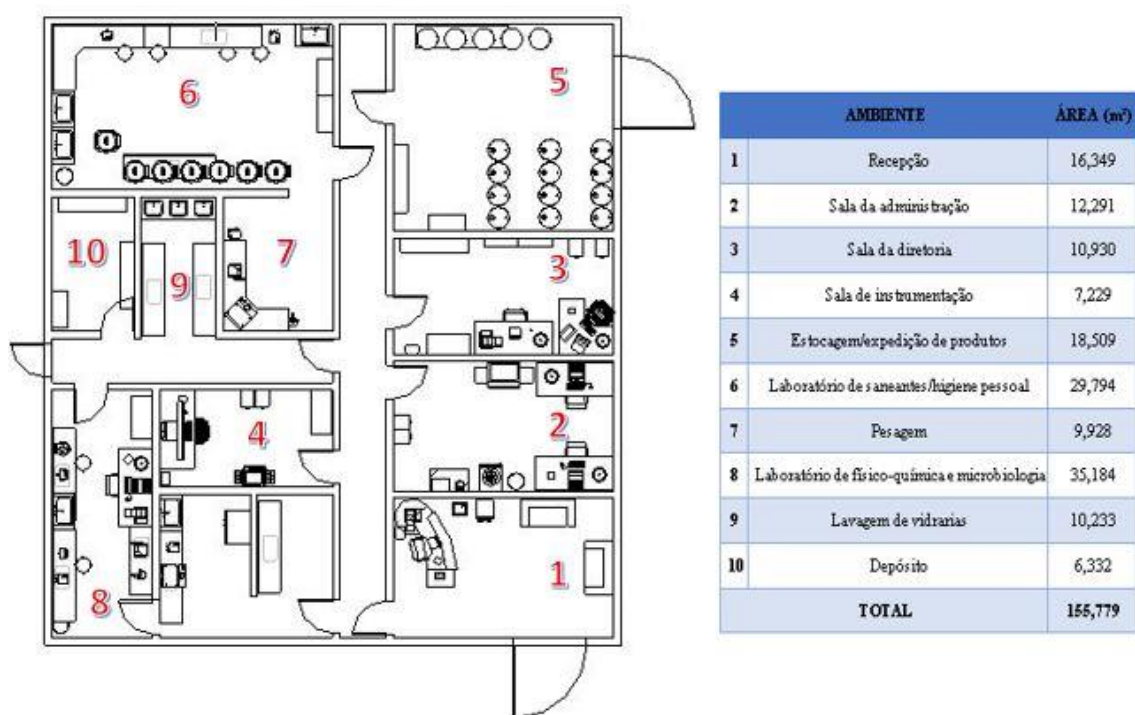 6
5
10
9
7
3
4
2
8
1
AMBIENTE ÁREA (m²)
1 Recepção 16,349
2 Sala da administração 12,291
3 Sala da diretoria 10,930
4 Sala de instrumentação 7,229
5 Estocagem/expedição de produtos 18,509
6 Laboratório de saneantes/higiene pessoal 29,794
7 Pesagem 9,928
8 Laboratório de físico-química e microbiologia 35,184
9 Lavagem de vidrarias 10,233
10 Depósito 6,332
TOTAL 155,779